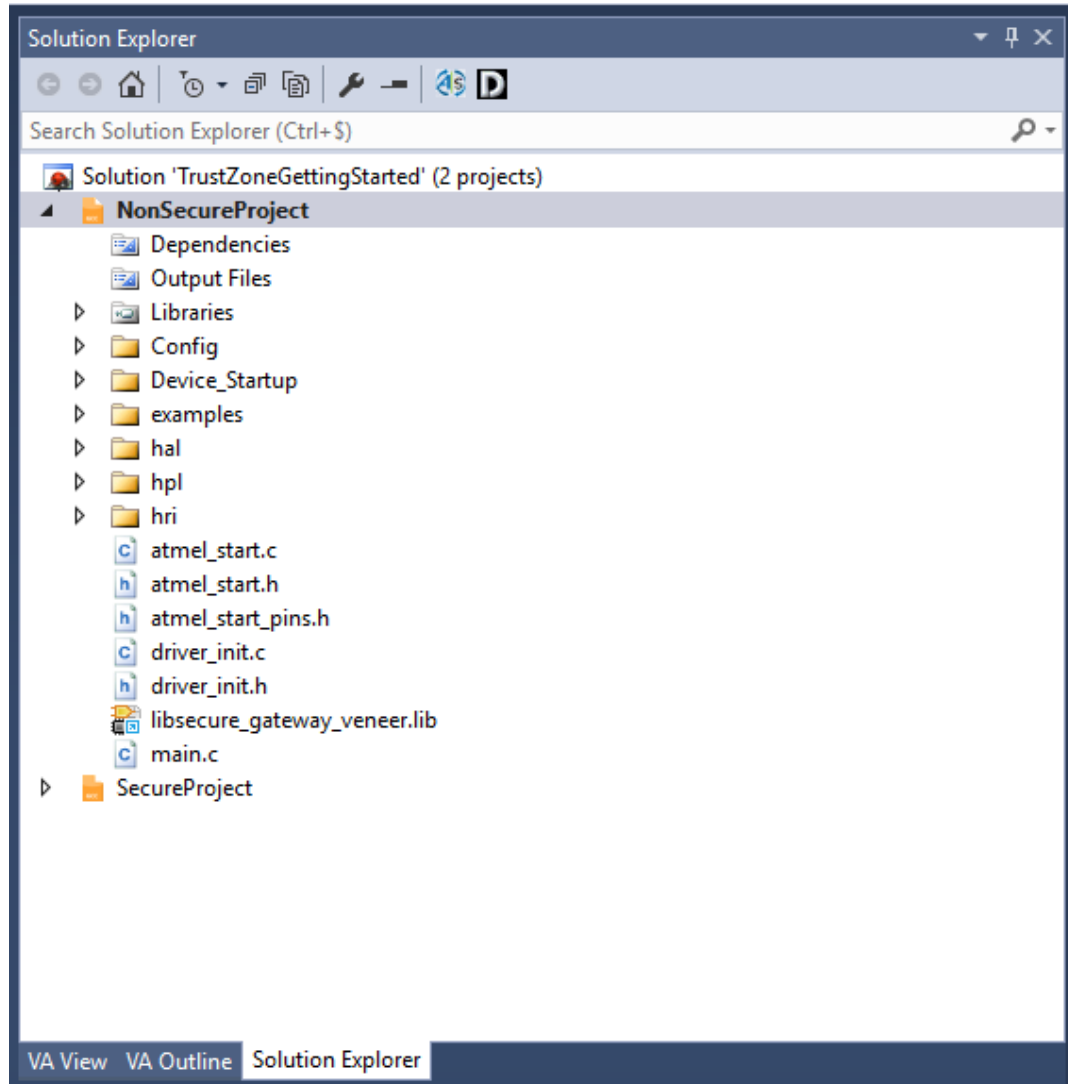 Solution Explorer
Search Solution Explorer (Ctrl+$)
Solution 'TrustZoneGettingStarted' (2 projects)
NonSecureProject
Dependencies
Output Files
Libraries
Config
Device_Startup
examples
hal
hpl
hri
atmel_start.c
atmel_start.h
atmel_start_pins.h
driver_init.c
driver_init.h
libsecure_gateway_veneer.lib
main.c
SecureProject
VA View VA Outline Solution Explorer